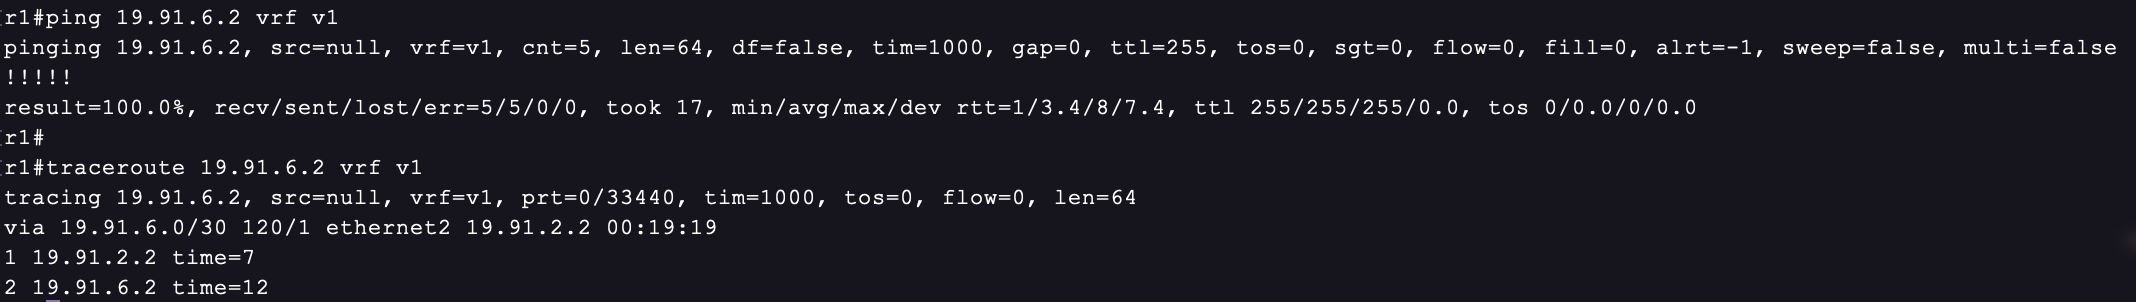 r1#ping 19.91.6.2 vrf v1
pinging 19.91.6.2, src=null, vrf=v1, cnt=5, len=64, df=false, tim=1000, gap=0, ttl=255, tos=0, sgt=0, flow=0, fill=0, alrt=-1, sweep=false, multi=false
!!!!!
result=100.0%, recv/sent/lost/err=5/5/0/0, took 17, min/avg/max/dev rtt=1/3.4/8/7.4, ttl 255/255/255/0.0, tos 0/0.0/0/0.0
r1#
r1#traceroute 19.91.6.2 vrf v1
tracing 19.91.6.2, src=null, vrf=v1, prt=0/33440, tim=1000, tos=0, flow=0, len=64
via 19.91.6.0/30 120/1 ethernet2 19.91.2.2 00:19:19
1 19.91.2.2 time=7
2 19.91.6.2 time=12